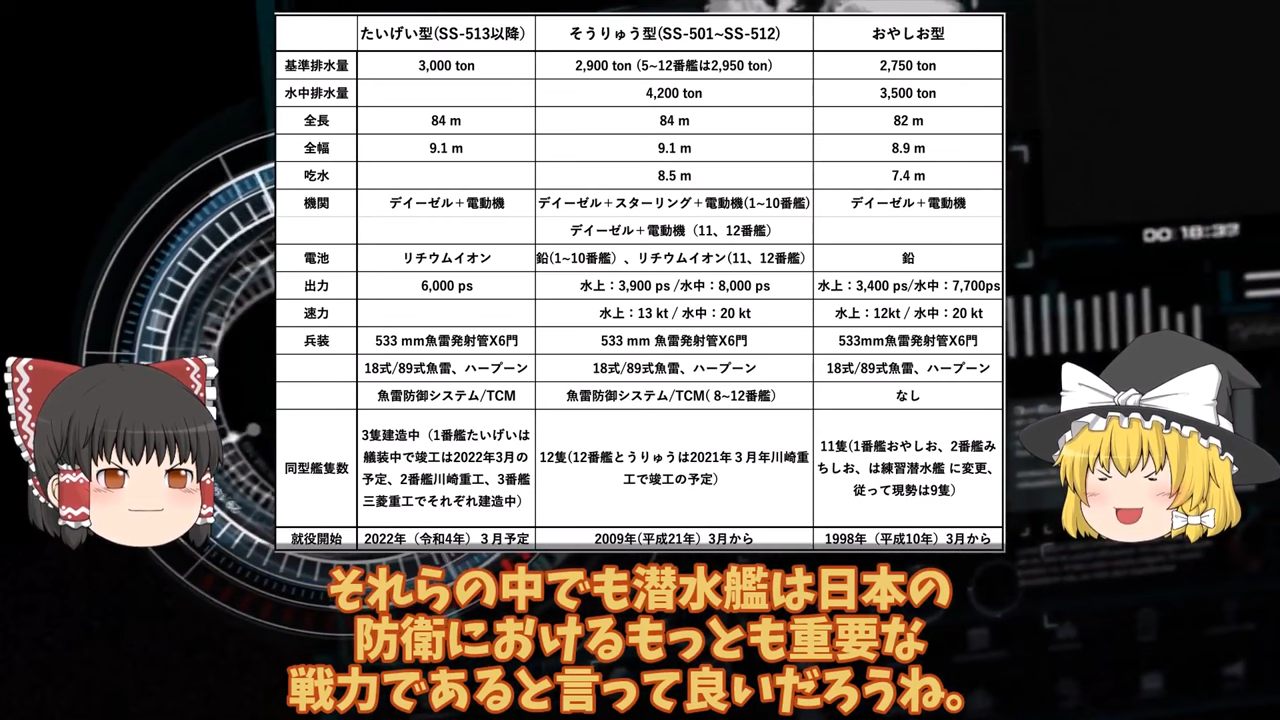 たいげい型(SS-513以降) そうりゅう型(SS-501~SS-512) おやしお型
基準排水量 3,000 ton 2,900 ton (5~12番艦は2,950 ton) 2,750 ton
水中排水量 4,200 ton 3,500 ton
全長 84 m 84 m 82 m
全幅 9.1 m 9.1 m 8.9 m
吃水 8.5 m 7.4 m
機関 デイーゼル＋電動機 デイーゼル＋スターリング＋電動機(1~10番艦) デイーゼル＋電動機
デイーゼル＋電動機（11、12番艦）
電池 リチウムイオン 鉛(1~10番艦）、リチウムイオン(11、12番艦） 鉛
出力 6,000 ps 水上：3,900 ps /水中：8,000 ps 水上：3,400 ps/水中：7,700ps
速力 水上：13 kt / 水中：20 kt 水上：12kt / 水中：20 kt
兵装 533 mm魚雷発射管X6門 533 mm 魚雷発射管X6門 533mm魚雷発射管X6門
18式/89式魚雷、ハープーン 18式/89式魚雷、ハープーン 18式/89式魚雷、ハープーン
魚雷防御システム/TCM 魚雷防御システム/TCM( 8~12番艦） なし
同型艦隻数
3隻建造中（1番艦たいげいは
艤装中で竣工は2022年3月の
予定、2番艦川崎重工、3番艦
三菱重工でそれぞれ建造中）
12隻(12番艦とうりゅうは2021年３月年川崎重
工で竣工の予定）
11隻(1番艦おやしお、2番艦み
ちしお、は練習潜水艦 に変更、
従って現勢は9隻）
就役開始 2022年（令和4年）３月予定 2009年(平成21年）3月から 1998年（平成10年）3月から
00:18:39
それらの中でも潜水艦は日本の
防衛におけるもっとも重要な
戦力であると言って良いだろうね。